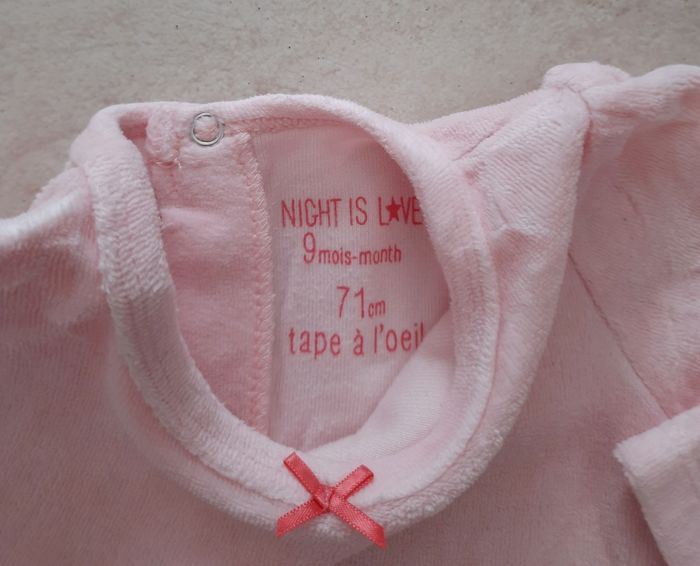 NIGHT IS L★VE
9mois-month
71cm
tape à l'oeil